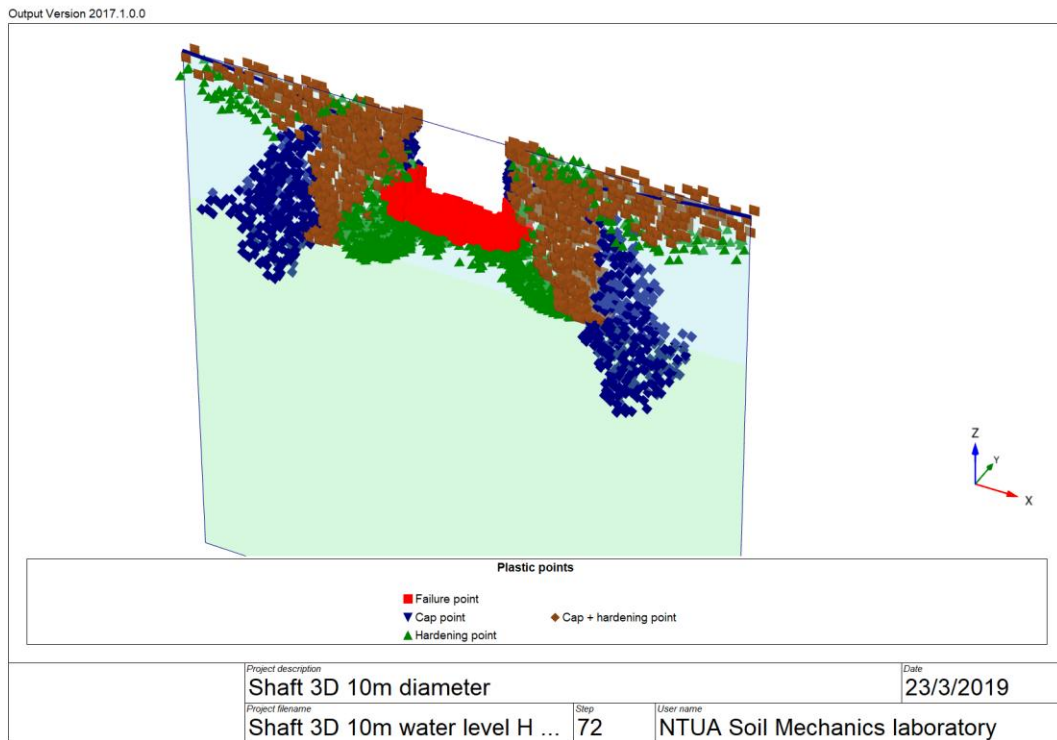 Output Version 2017.1.0.0
Z
Y
X
Plastic points
Failure point
Cap point
Cap + hardening point
Hardening point
Project description
Date
Shaft 3D 10m diameter
23/3/2019
Project filename
Step
User name
Shaft 3D 10m water level H ...
72
NTUA Soil Mechanics laboratory